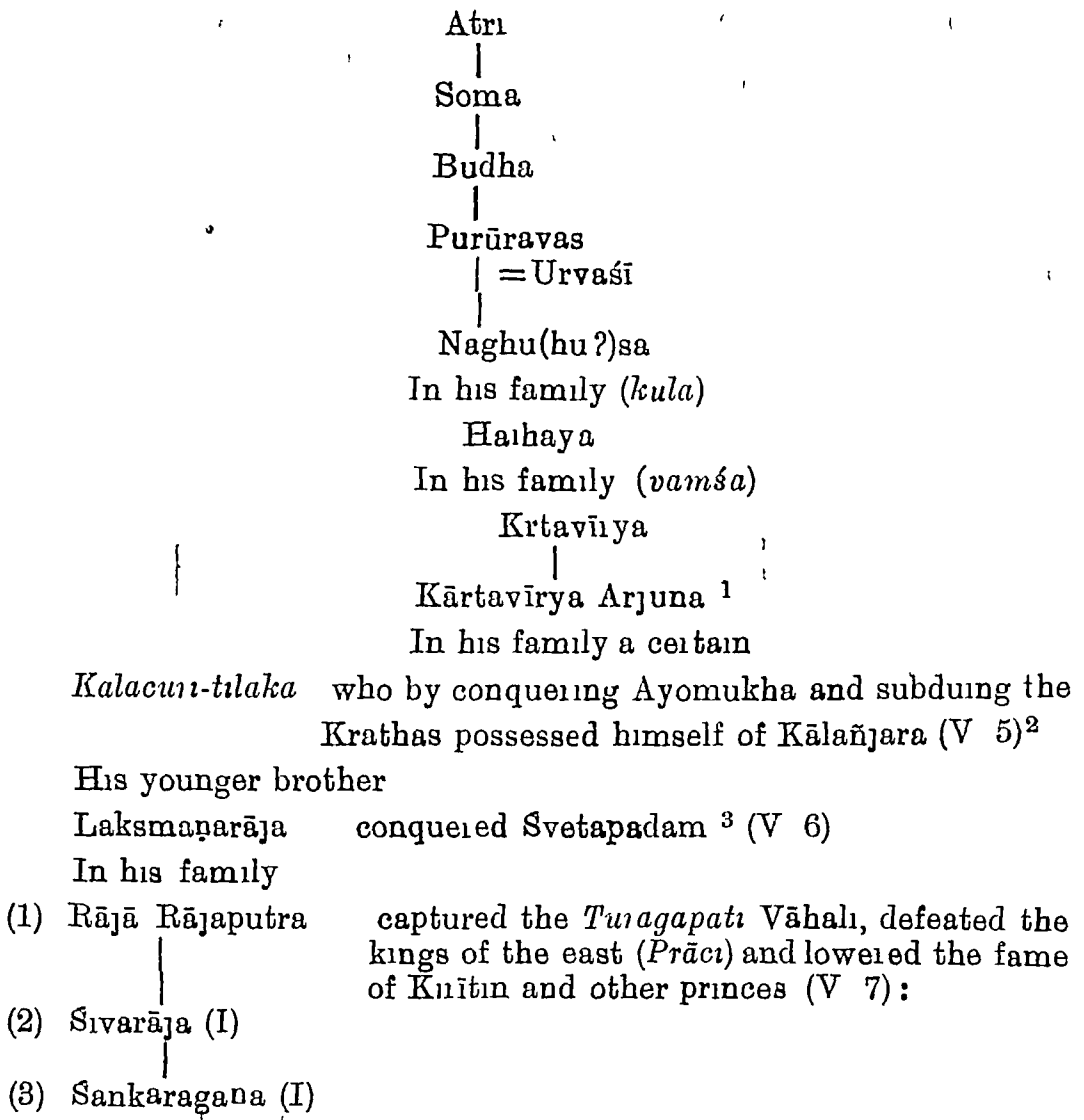 Atri
Soma
Budha
Purūravas
=Urvaśī
Naghu(hu?)sa
In his family (kula)
Haihaya
In his family (vamśa)
Krtavīrya
Kārtavīrya Arjuna 1
In his family a certain
Kalacuri-tilaka who by conquering Ayomukha and subduing the
Krathas possessed himself of Kālañjara (V 5)2
His younger brother
Laksmaṇarāja conquered Śvetapadam 3 (V 6)
In his family
(1) Rājā Rājaputra captured the Turagapati Vāhali, defeated the
kings of the east (Prāci) and lowered the fame
of Kirītin and other princes (V 7):
(2) Śivarāja (I)
(3) Śankaragana (I)